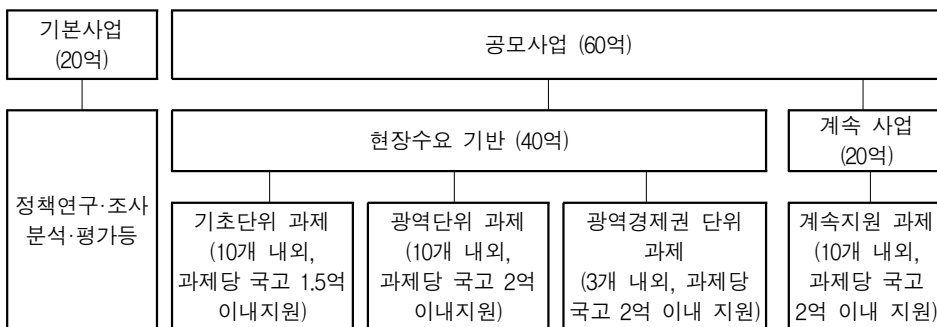 기본사업
(20억)
공모사업 (60억)
정책연구·조사
분석·평가등
현장수요 기반 (40억)
계속 사업
(20억)
기초단위 과제
(10개 내외,
과제당 국고 1.5억
이내지원)
광역단위 과제
(10개 내외,
과제당 국고 2억
이내지원)
광역경제권 단위
과제
(3개 내외, 과제당
국고 2억 이내 지원)
계속지원 과제
(10개 내외,
과제당 국고
2억 이내 지원)